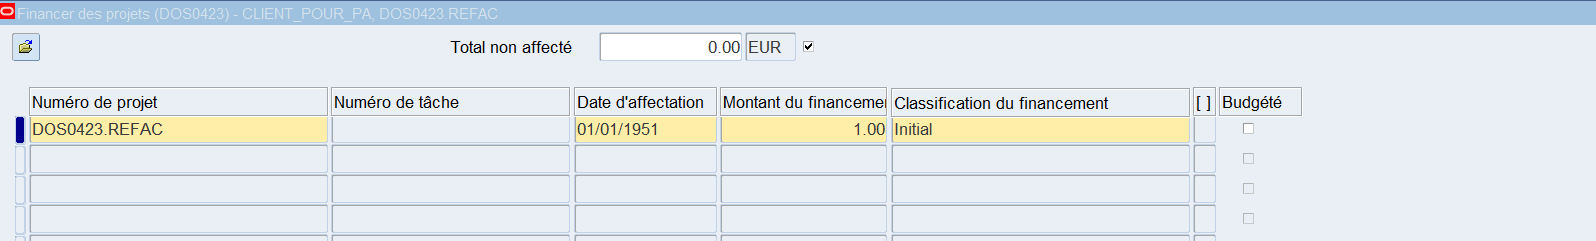 Financer des projets (DOS0423) - CLIENT_POUR_PA, DOS0423.REFAC
Total non affecté 0.00 EUR
Numéro de projet Numéro de tâche Date d'affectation Montant du financemer Classification du financement [ ] Budgété
DOS0423.REFAC 01/01/1951 1.00 Initial